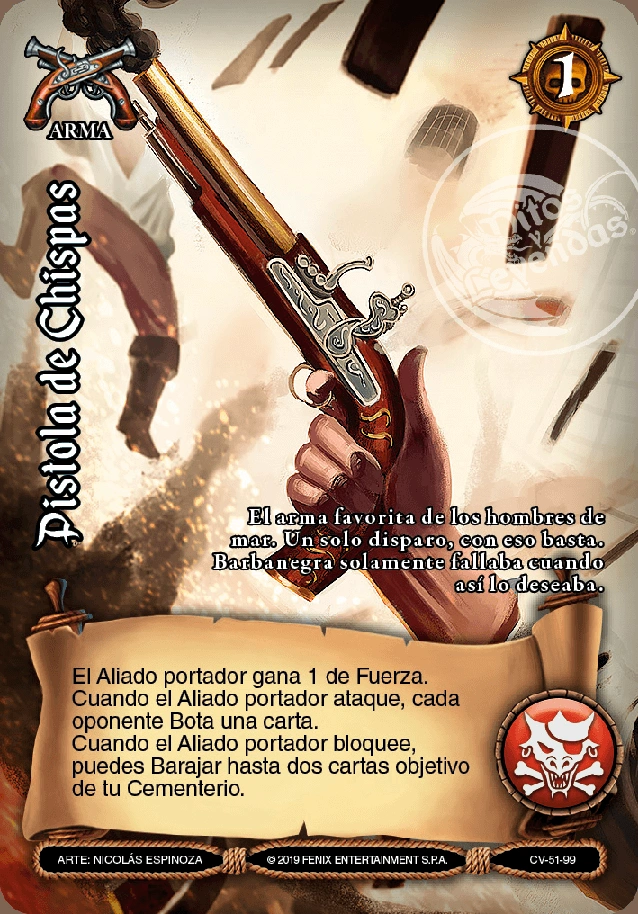 ARMA
1
Mitos
y
Leyendas
Pistola de Chispas
El arma favorita de los hombres de
mar. Un solo disparo, con eso basta.
Barbanegra solamente fallaba cuando
así lo deseaba.
El Aliado portador gana 1 de Fuerza.
Cuando el Aliado portador ataque, cada
oponente Bota una carta.
Cuando el Aliado portador bloquee,
puedes Barajar hasta dos cartas objetivo
de tu Cementerio.
ARTE: NICOLÁS ESPINOZA
© 2019 FENIX ENTERTAINMENT S.P.A.
CV-51-99